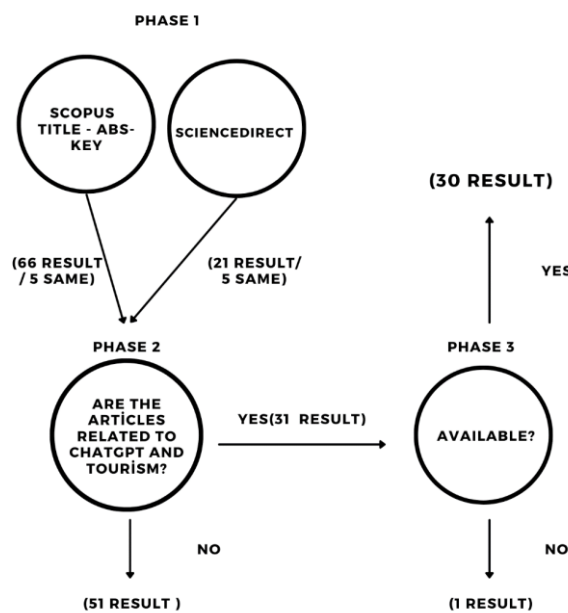 PHASE 1
SCOPUS
TITLE - ABS-
KEY
SCIENCEDIRECT
(30 RESULT)
(66 RESULT
/ 5 SAME)
(21 RESULT/
5 SAME)
YES
PHASE 2
PHASE 3
ARE THE
ARTİCLES
RELATED TO
CHATGPT AND
TOURİSM?
YES(31 RESULT)
AVAILABLE?
NO
NO
(51 RESULT )
(1 RESULT)